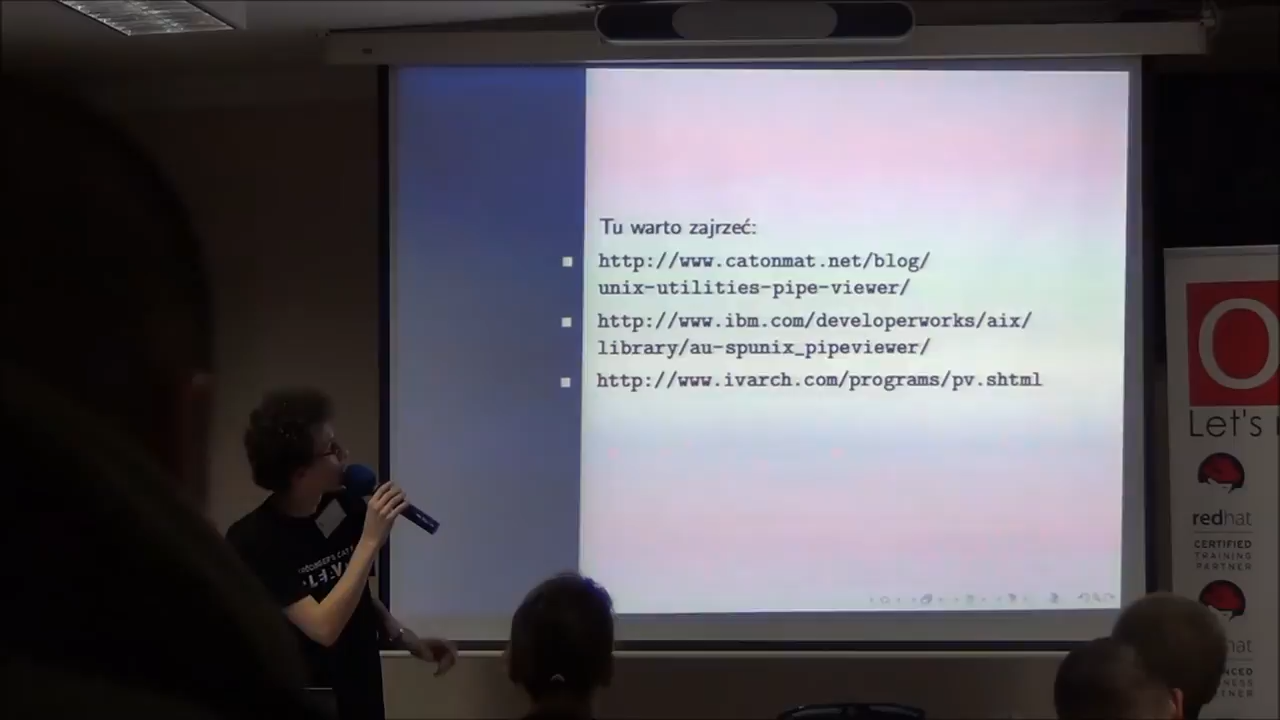 Tu warto zajrzeć:
http://www.catonmat.net/blog/
unix-utilities-pipe-viewer/
http://www.ibm.com/developerworks/aix/
library/au-spunix_pipeviewer/
http://www.ivarch.com/programs/pv.shtml
O
Let's
redhat
CERTIFIED
TRAINING
PARTNER